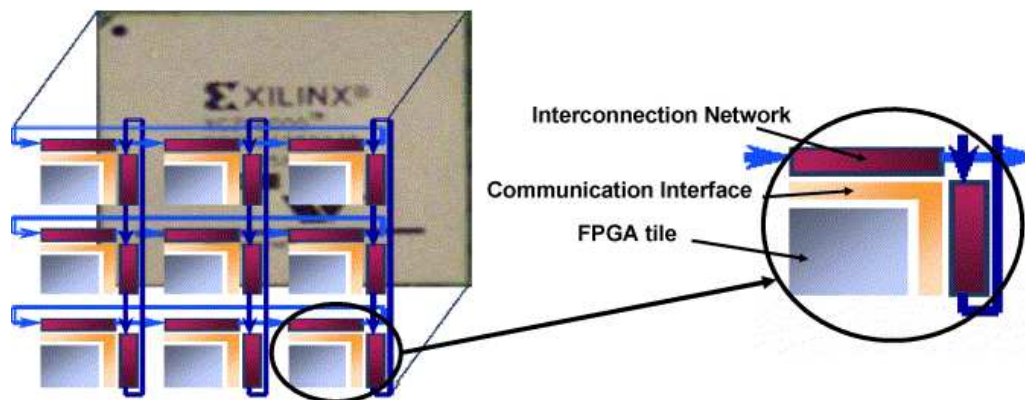 XILINX®
Interconnection Network
Communication Interface
FPGA tile